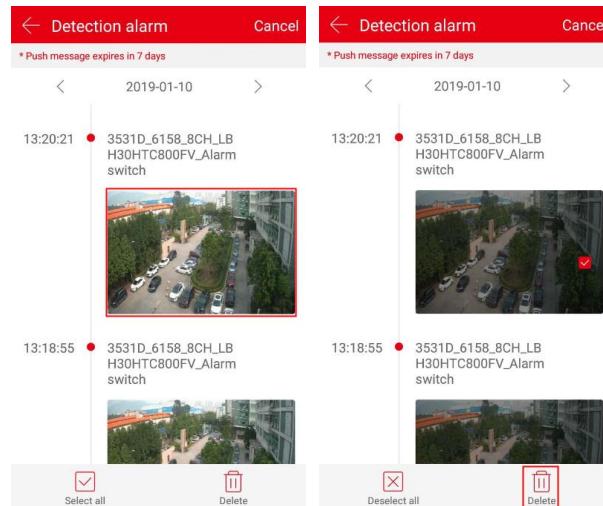 Detection alarm Cancel
* Push message expires in 7 days
2019-01-10
13:20:21 3531D_6158_8CH_LB
H30HTC800FV_Alarm
switch
13:18:55 3531D_6158_8CH_LB
H30HTC800FV_Alarm
switch
Select all Delete
Detection alarm Cance
* Push message expires in 7 days
2019-01-10
13:20:21 3531D_6158_8CH_LB
H30HTC800FV_Alarm
switch
13:18:55 3531D_6158_8CH_LB
H30HTC800FV_Alarm
switch
Deselect all Delete